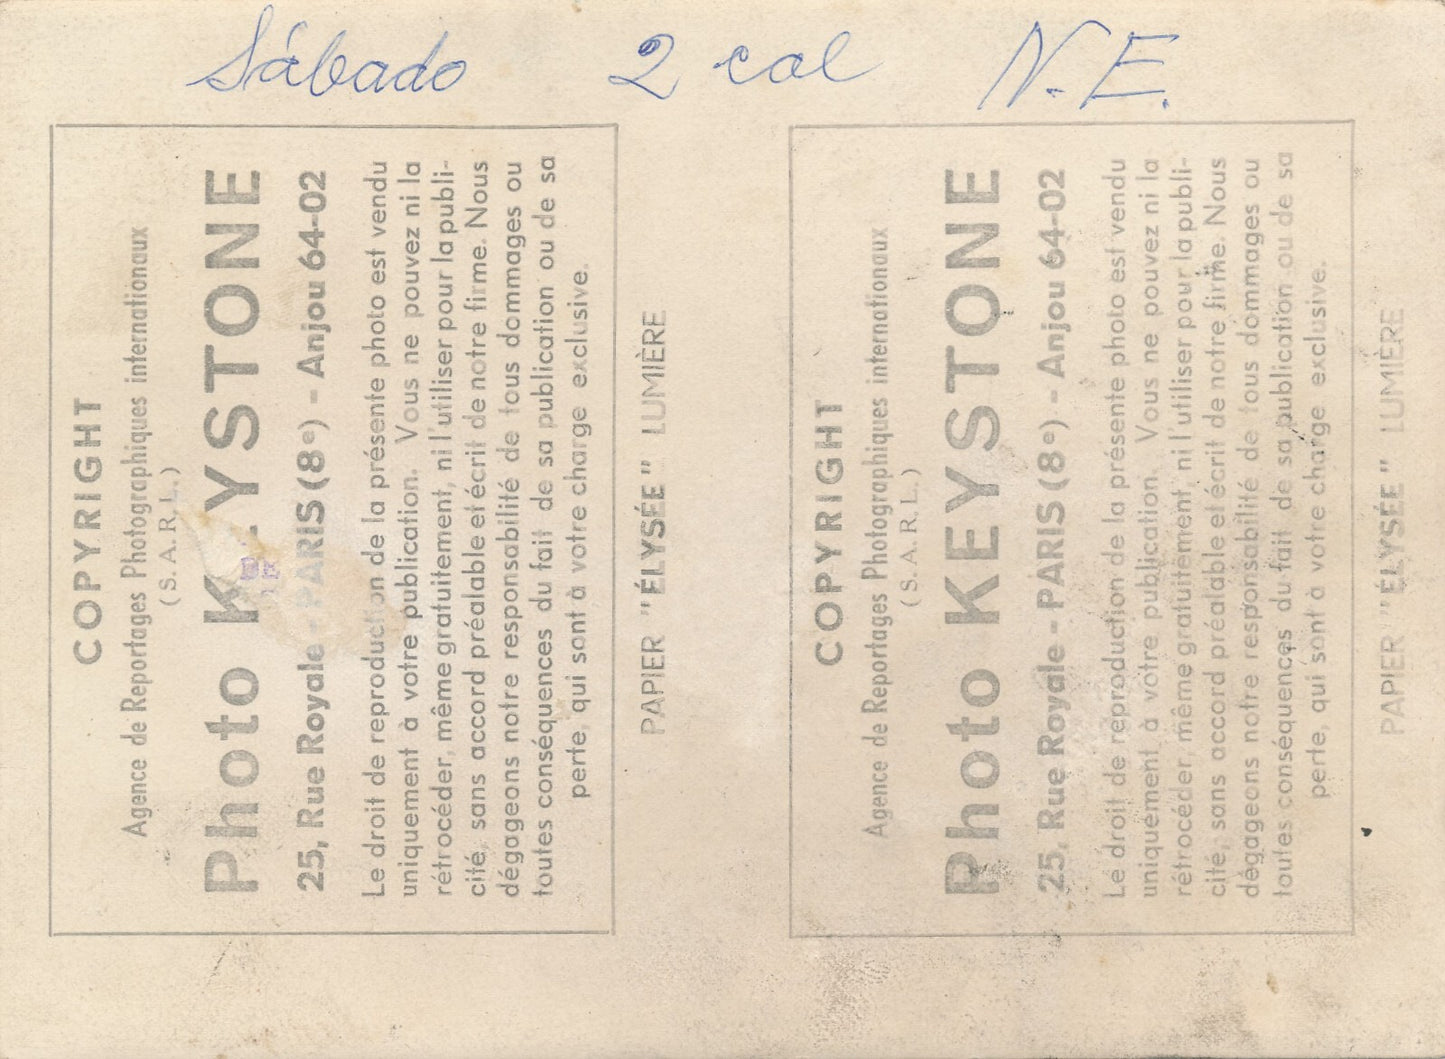 Sábado 2 col N.E.
COPYRIGHT
Agence de Reportages Photographiques internationaux
(S.A.R.L.)
Photo KEYSTONE
25, Rue Royale - PARIS (8e) - Anjou 64-02
Le droit de reproduction de la présente photo est vendu
uniquement à votre publication. Vous ne pouvez ni la
rétrocéder, même gratuitement, ni l'utiliser pour la publi-
cité, sans accord préalable et écrit de notre firme. Nous
dégageons notre responsabilité de tous dommages ou
toutes conséquences du fait de sa publication ou de sa
perte, qui sont à votre charge exclusive.
PAPIER "ÉLYSÉE" LUMIÈRE
COPYRIGHT
Agence de Reportages Photographiques internationaux
(S.A.R.L.)
Photo KEYSTONE
25, Rue Royale - PARIS (8e) - Anjou 64-02
Le droit de reproduction de la présente photo est vendu
uniquement à votre publication. Vous ne pouvez ni la
rétrocéder, même gratuitement, ni l'utiliser pour la publi-
cité, sans accord préalable et écrit de notre firme. Nous
dégageons notre responsabilité de tous dommages ou
toutes conséquences du fait de sa publication ou de sa
perte, qui sont à votre charge exclusive.
PAPIER "ÉLYSÉE" LUMIÈRE